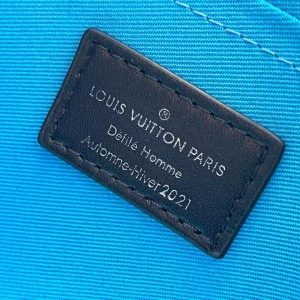 LOUIS VUITTON PARIS
Défilé Homme
Automne-Hiver 2021